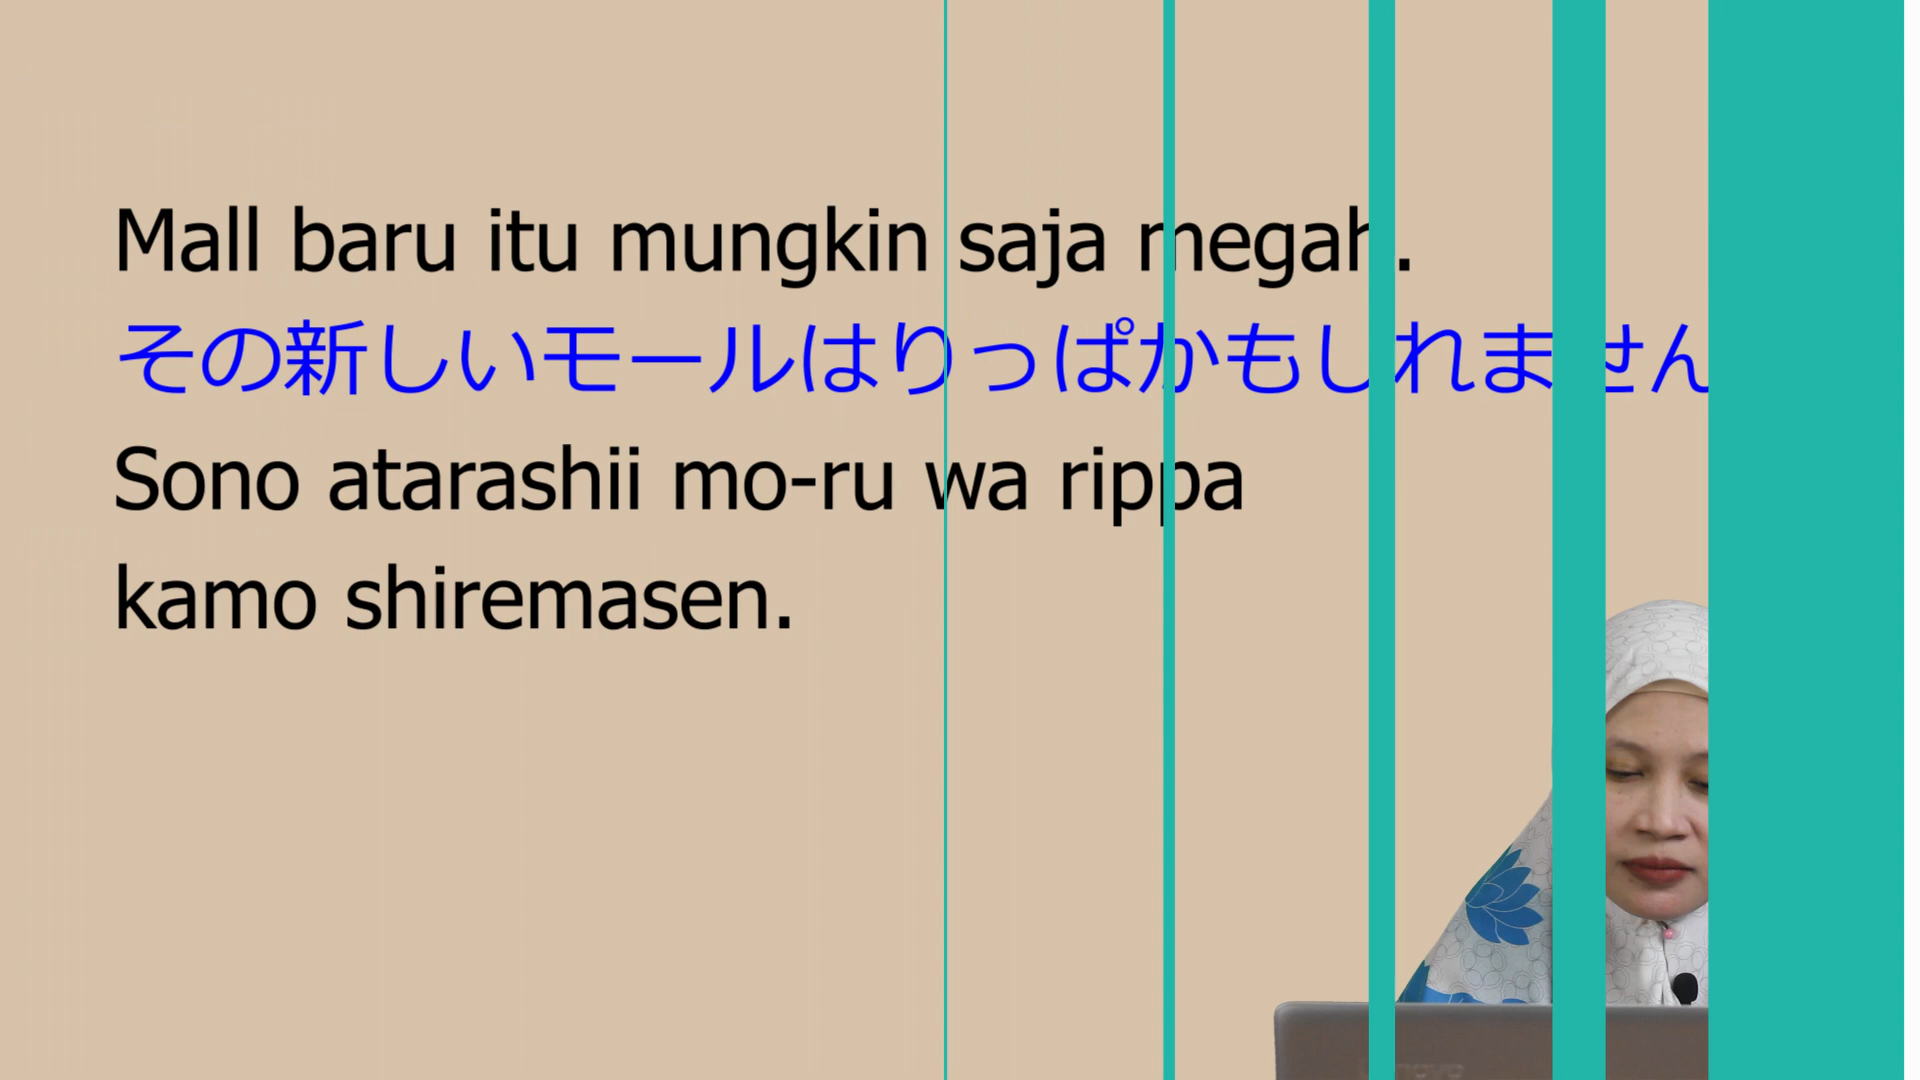 Mall baru itu mungkin saja megah.
その新しいモールはりっぱかもしれません
Sono atarashii mo-ru wa rippa
kamo shiremasen.